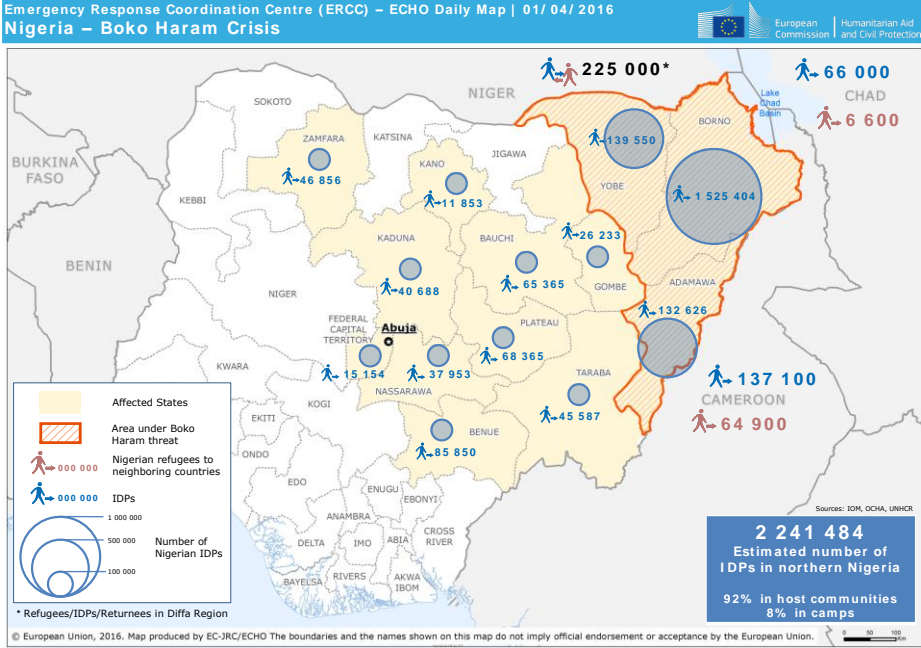 Emergency Response Coordination Centre (ERCC) – ECHO Daily Map | 01/04/2016
Nigeria – Boko Haram Crisis
European Commission
Humanitarian Aid and Civil Protection
225 000*
66 000
NIGER
CHAD
Lake
Chad
Basin
6 600
SOKOTO
BORNO
ZAMFARA
KATSINA
139 550
KANO
JIGAWA
BURKINA
FASO
46 856
YOBE
1 525 404
KEBBI
11 853
26 233
KADUNA
BAUCHI
BENIN
40 688
65 365
GOMBE
ADAMAWA
NIGER
132 626
FEDERAL
CAPITAL
TERRITORY
Abuja
PLATEAU
68 365
KWARA
15 154
37 953
TARABA
137 100
NASSARAWA
CAMEROON
KOGI
45 587
64 900
EKITI
BENUE
85 850
ONDO
EDO
ENUGU
EBONYI
ANAMBRA
CROSS
RIVER
DELTA
IMO
ABIA
BAYELSA
RIVERS
AKWA
IBOM
Affected States
Area under Boko
Haram threat
000 000
Nigerian refugees to
neighboring countries
000 000
IDPs
1 000 000
500 000
100 000
Number of
Nigerian IDPs
* Refugees/IDPs/Returnees in Diffa Region
Sources: IOM, OCHA, UNHCR
2 241 484
Estimated number of
IDPs in northern Nigeria
92% in host communities
8% in camps
© European Union, 2016. Map produced by EC-JRC/ECHO The boundaries and the names shown on this map do not imply official endorsement or acceptance by the European Union.
0 50 100
Km